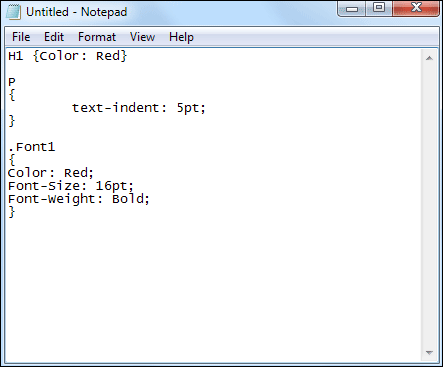 Untitled - Notepad
File Edit Format View Help
H1 {Color: Red}
P
{
text-indent: 5pt;
}
.Font1
{
Color: Red;
Font-Size: 16pt;
Font-Weight: Bold;
}